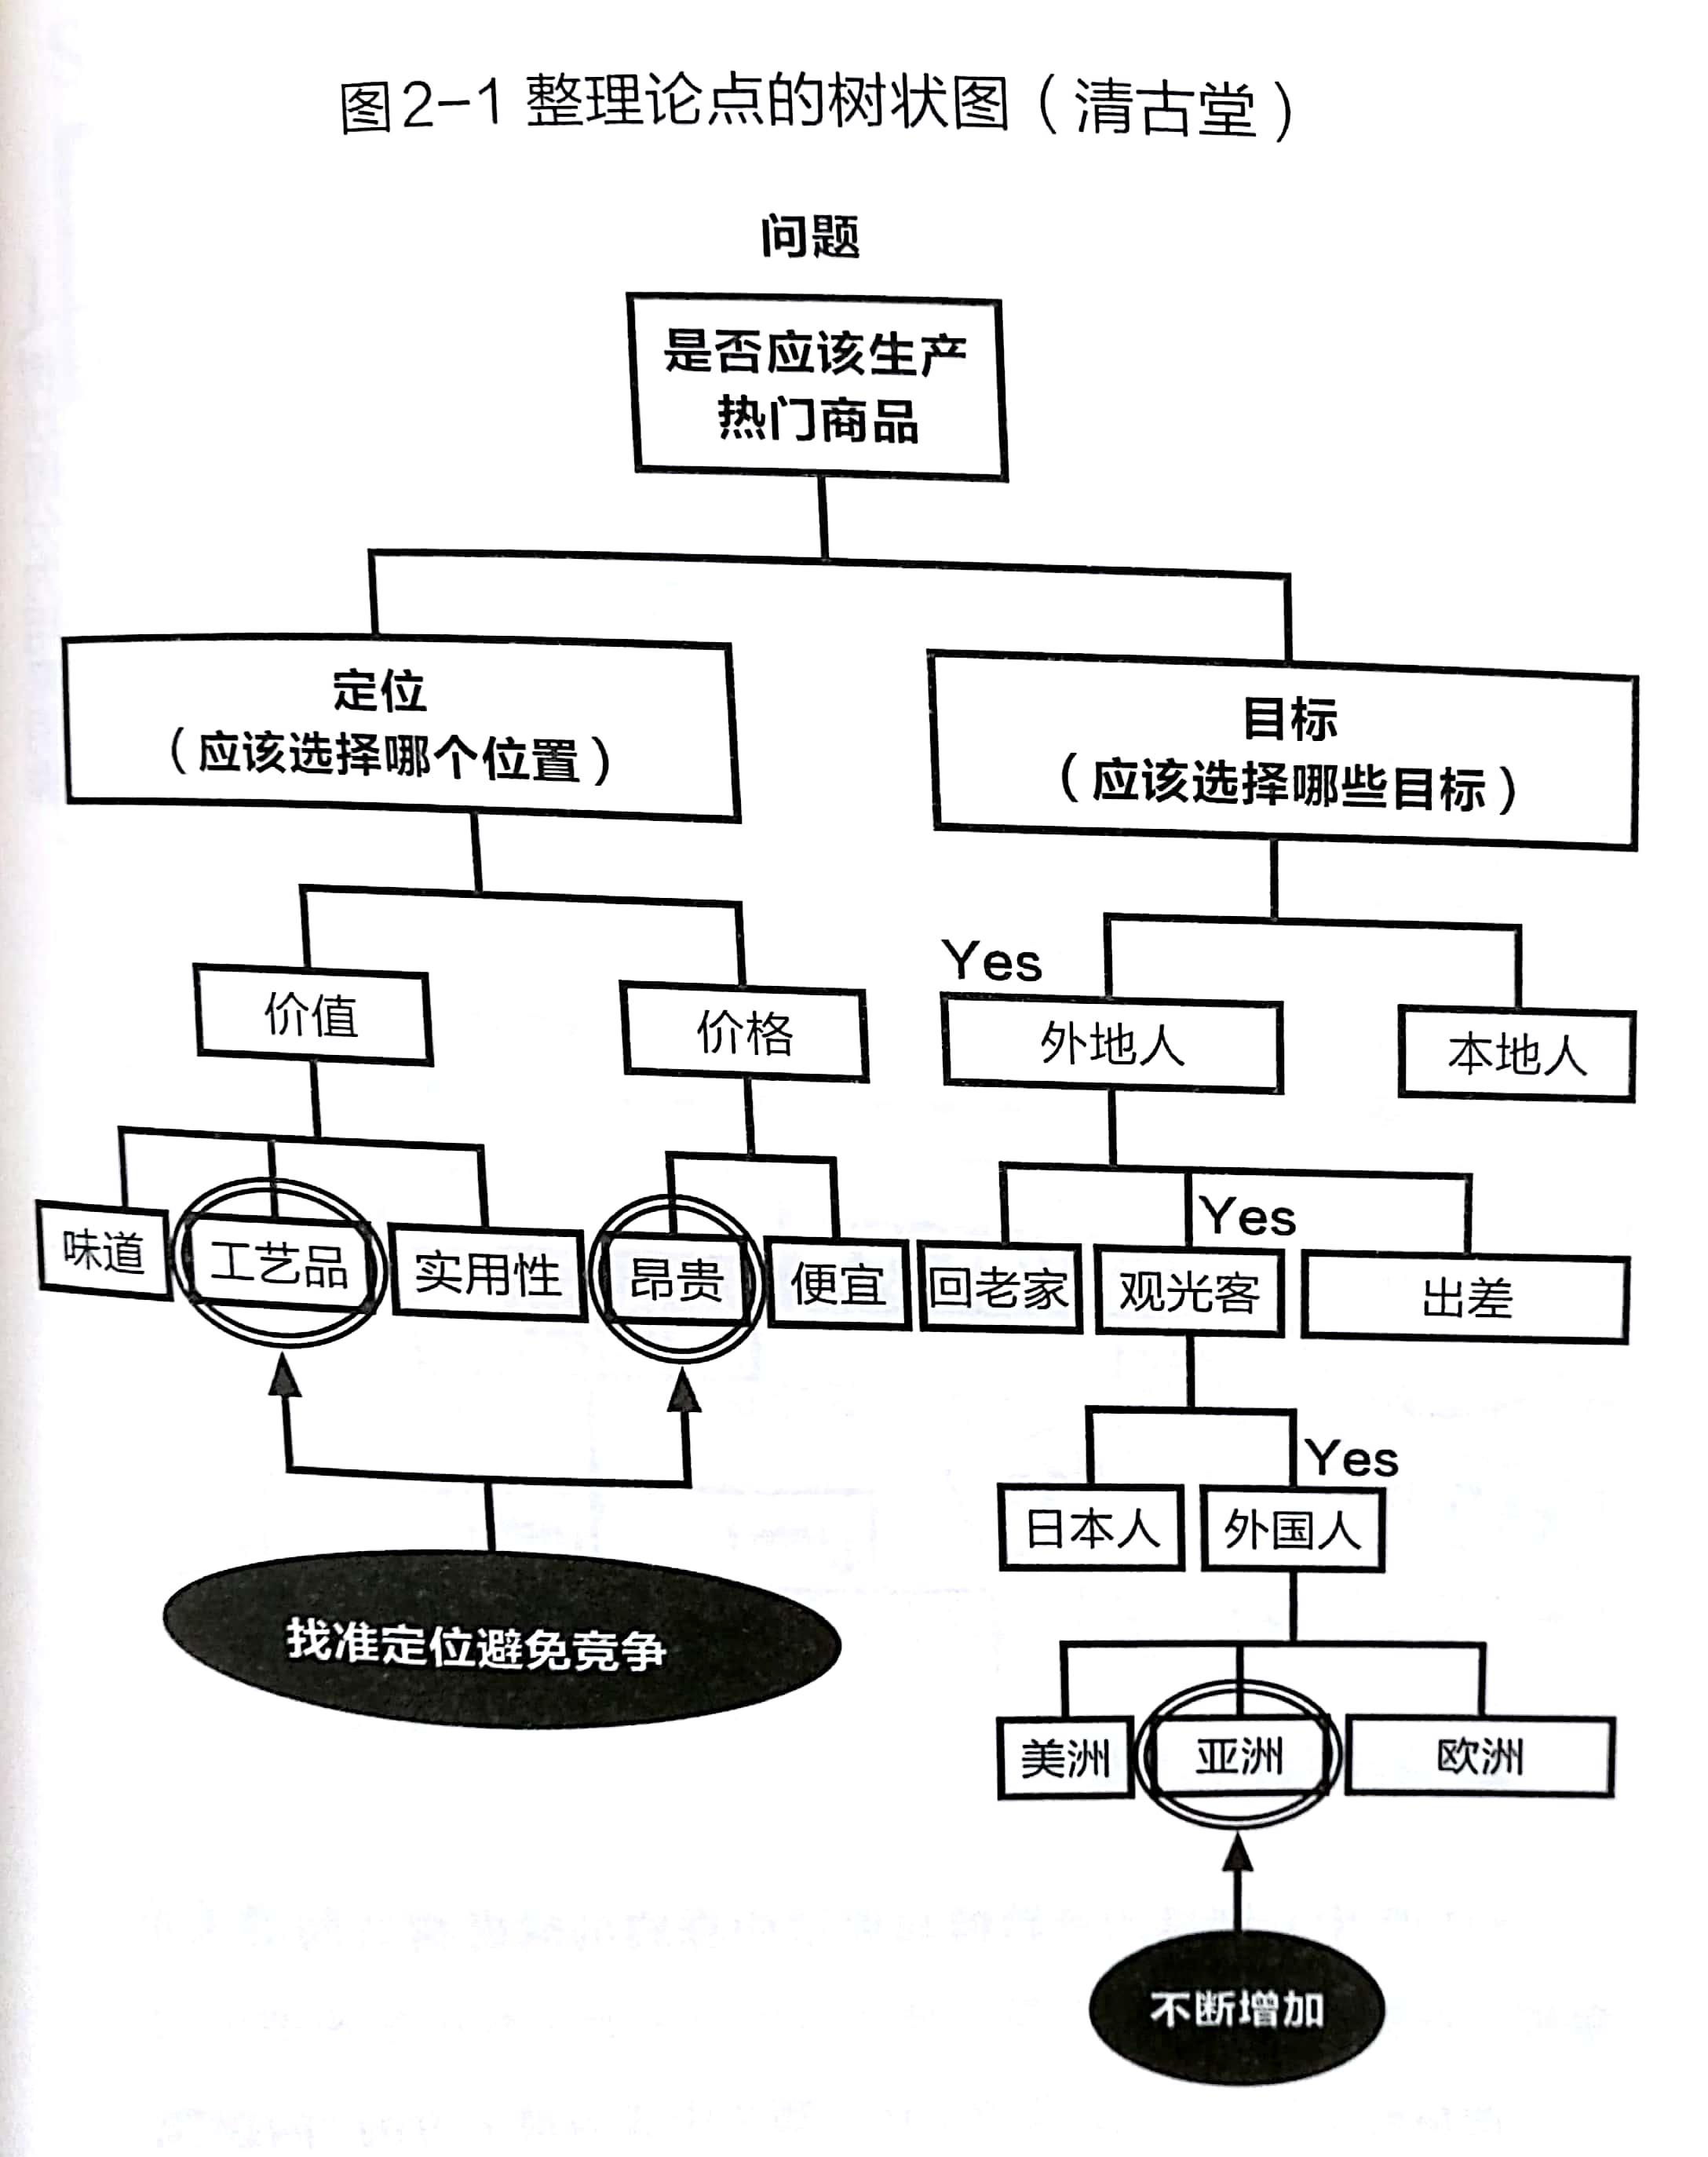 图2-1 整理论点的树状图（清古堂）
问题
是否应该生产
热门商品
定位
（应该选择哪个位置）
目标
（应该选择哪些目标）
价值
价格
Yes
外地人
本地人
味道
工艺品
实用性
昂贵
便宜
回老家
Yes
观光客
出差
日本人
Yes
外国人
找准定位避免竞争
美洲
亚洲
欧洲
不断增加